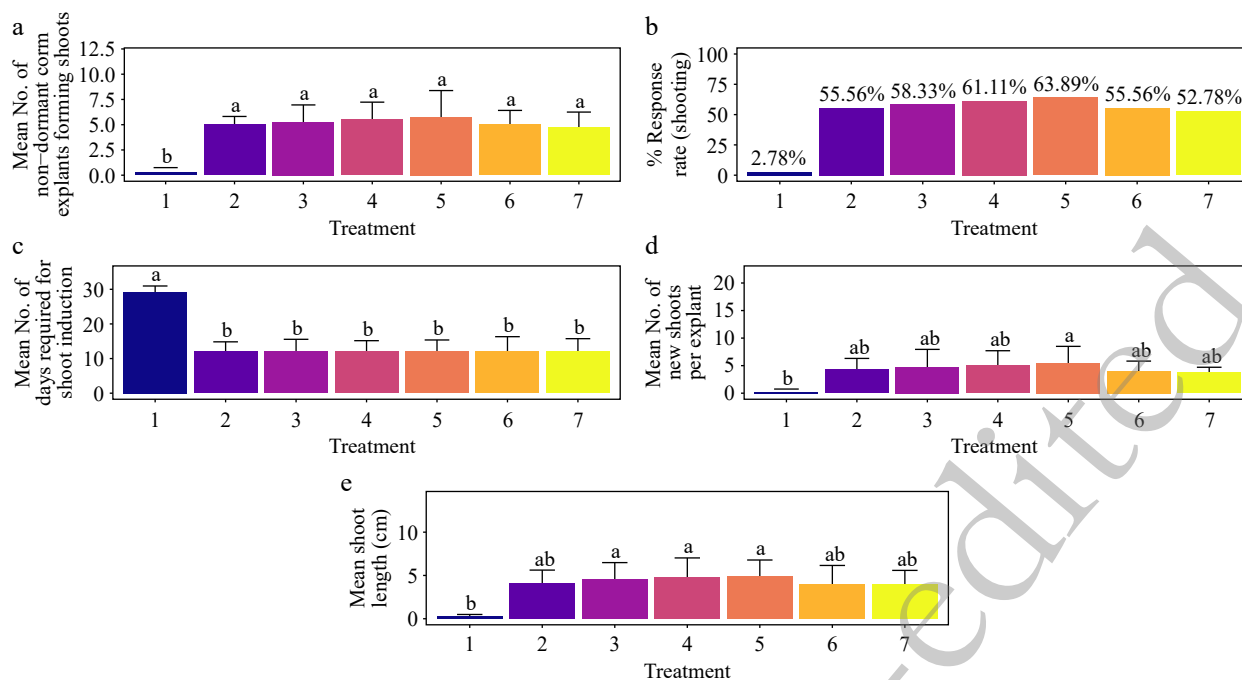 a
Mean No. of
non−dormant corm
explants forming shoots
12.5
10.0
7.5
5.0
2.5
0.0
b a a a a a a
1 2 3 4 5 6 7
Treatment
b
% Response
rate (shooting)
100
75
50
25
0
2.78% 55.56% 58.33% 61.11% 63.89% 55.56% 52.78%
1 2 3 4 5 6 7
Treatment
c
Mean No. of
days required for
shoot induction
30
20
10
0
a b b b b b b
1 2 3 4 5 6 7
Treatment
d
Mean No. of
new shoots
per explant
20
15
10
5
0
b ab ab ab a ab ab
1 2 3 4 5 6 7
Treatment
e
Mean shoot
length (cm)
10
5
0
b ab a a a ab ab
1 2 3 4 5 6 7
Treatment
-edited